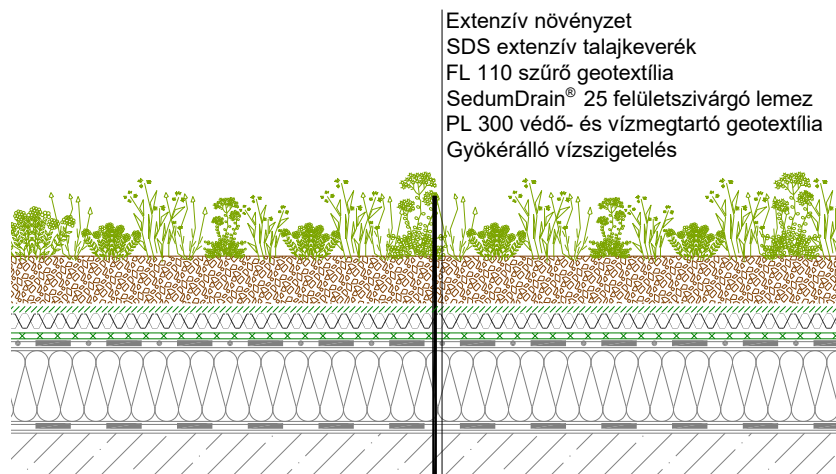 Extenzív növényzet
SDS extenzív talajkeverék
FL 110 szűrő geotextília
SedumDrain® 25 felületszivárgó lemez
PL 300 védő- és vízmegtartó geotextília
Gyökérálló vízszigetelés